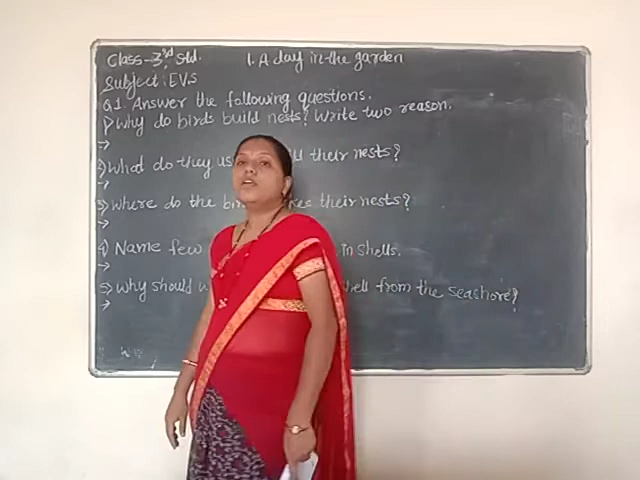 Class-3rd Std. 1. A day in the garden
Subject : EVS
Q.1. Answer the following questions.
1) Why do birds build nests? Write two reason.
→
2) What do they us their nests?
→
3) Where do the bi their nests?
→
4) Name few in shells.
→
5) Why should shell from the seashore?
→